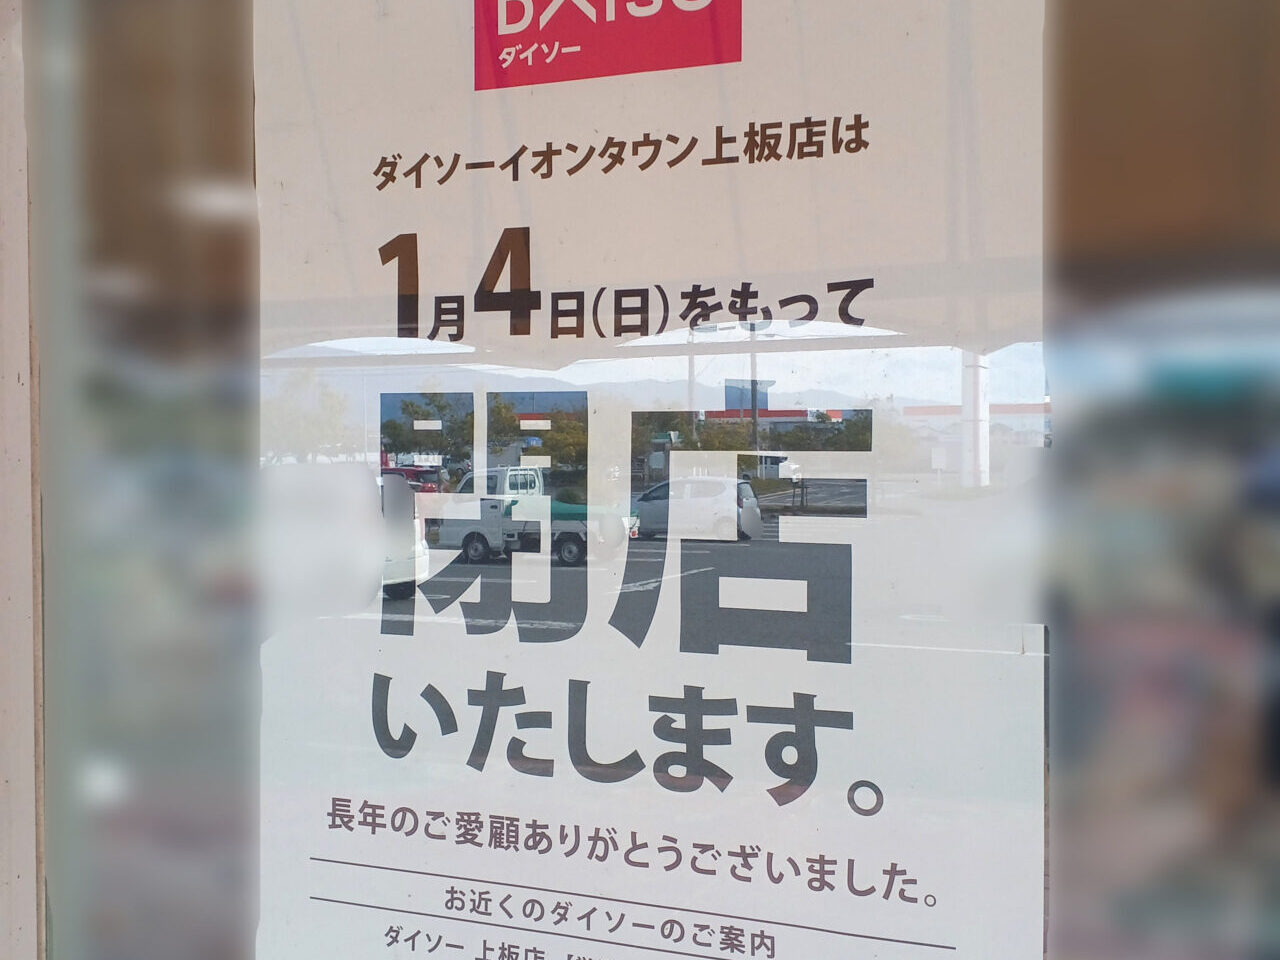 DAISO
ダイソー
ダイソーイオンタウン上板店は
1月4日(日)をもって
閉店
いたします。
長年のご愛顧ありがとうございました。
お近くのダイソーのご案内
ダイソー 上板店